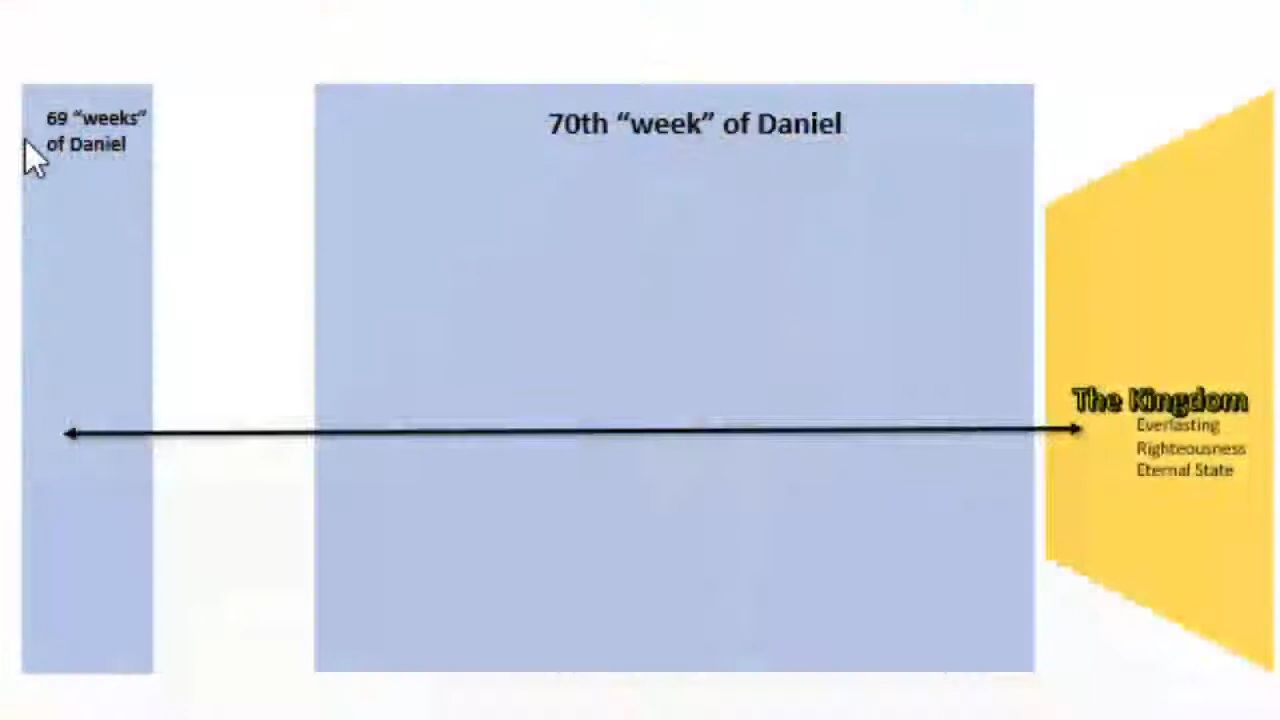 69 “weeks”
of Daniel
70th “week” of Daniel
The Kingdom
Everlasting
Righteousness
Eternal State